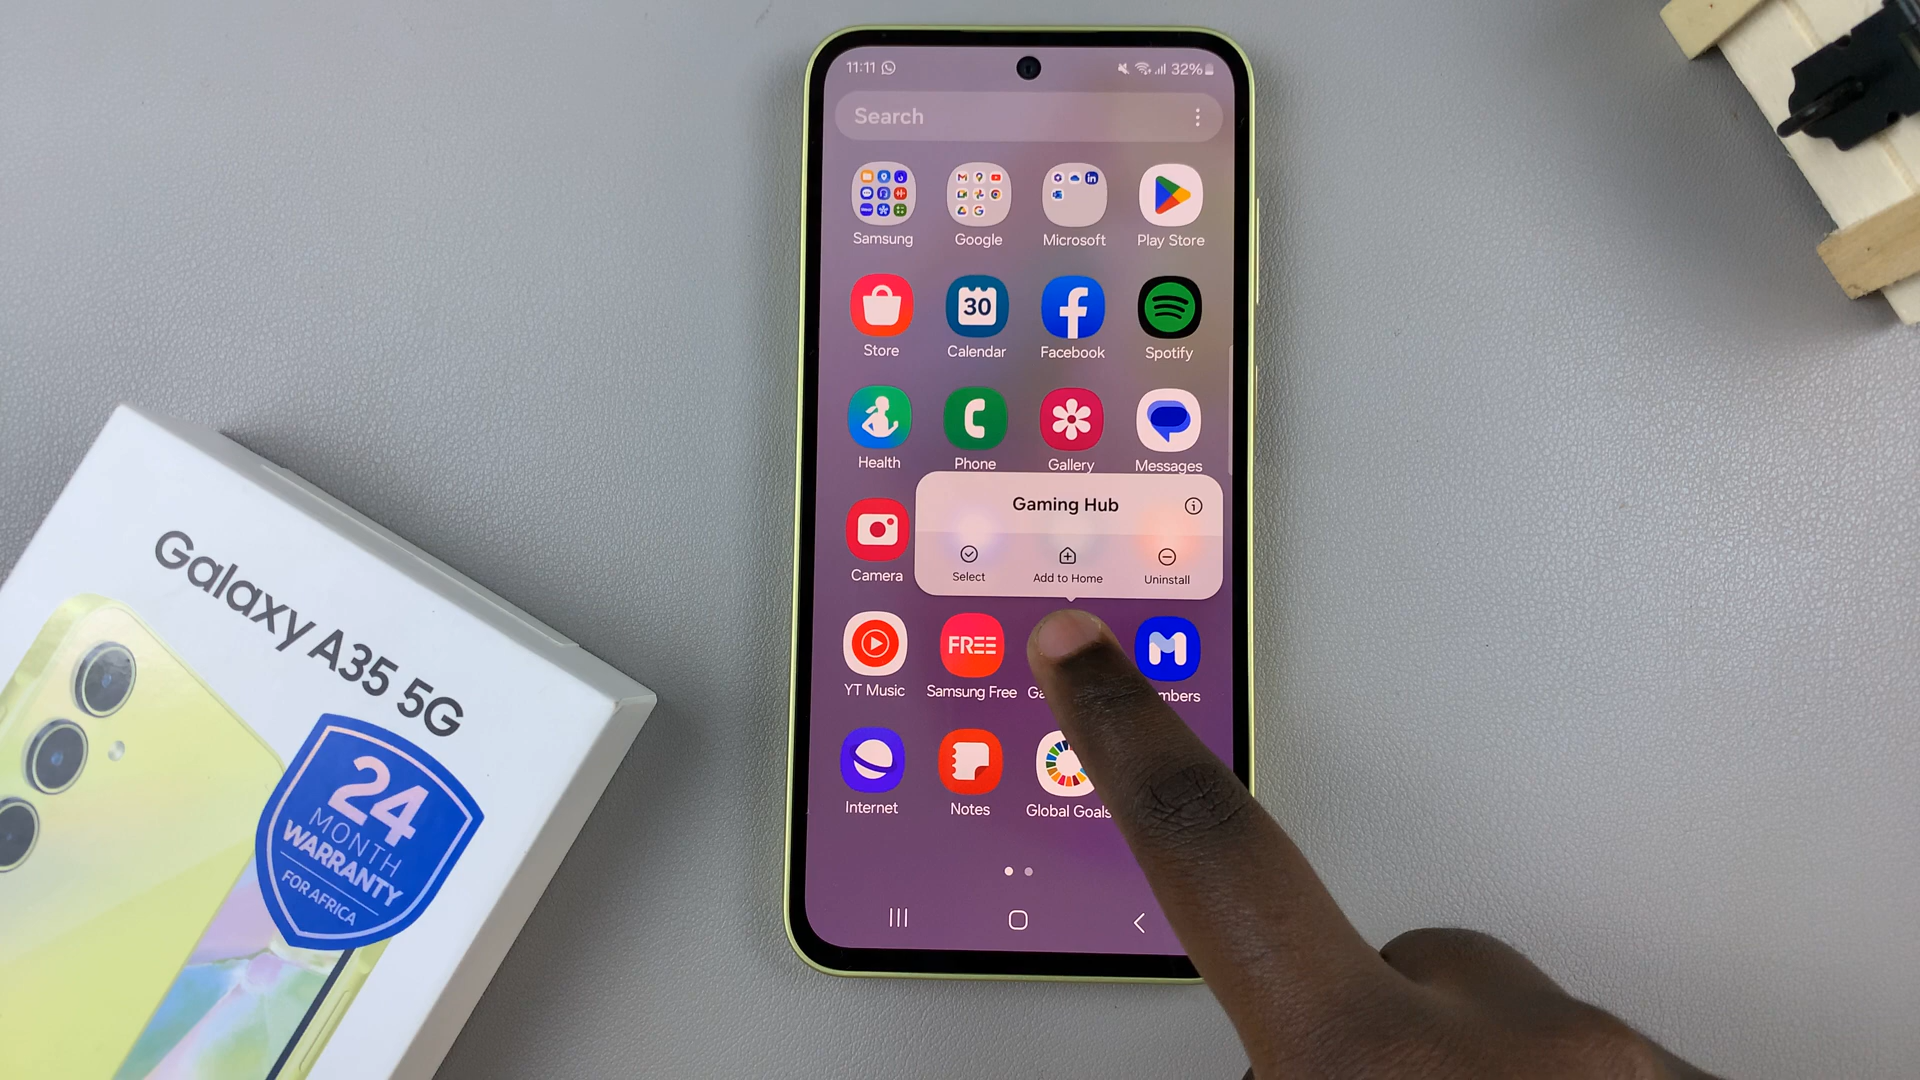 11:11
32%
Search
Samsung
Google
Microsoft
Play Store
30
Store
Calendar
Facebook
Spotify
Health
Phone
Gallery
Messages
Gaming Hub
Select
Add to Home
Uninstall
Camera
FREE
YT Music
Samsung Free
Ga
mbers
Internet
Notes
Global Goals
Galaxy A35 5G
24
MONTH
WARRANTY
FOR AFRICA